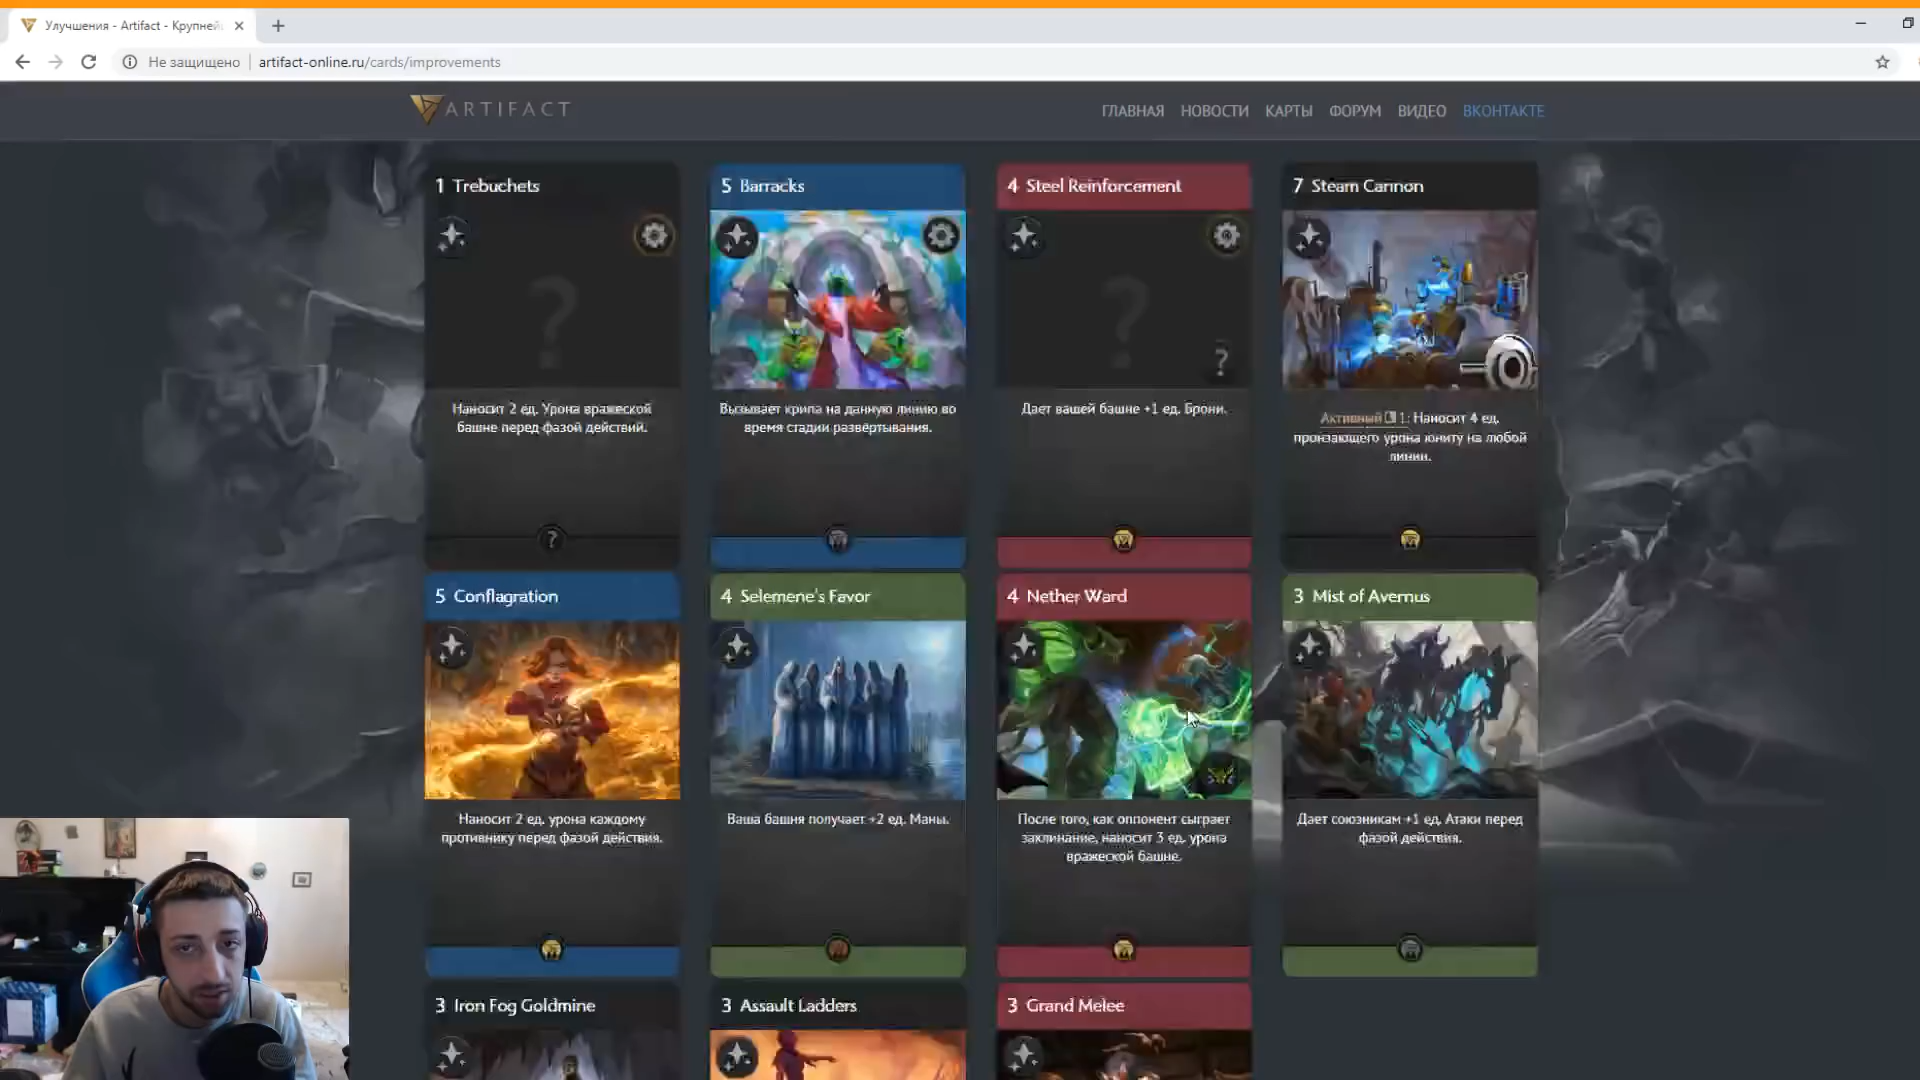 Улучшения - Artifact - Крупней
Не защищено artifact-online.ru/cards/improvements
ARTIFACT
ГЛАВНАЯ НОВОСТИ КАРТЫ ФОРУМ ВИДЕО ВКОНТАКТЕ
1 Trebuchets
5 Barracks
4 Steel Reinforcement
7 Steam Cannon
?
?
?
Наносит 2 ед. Урона вражеской
башне перед фазой действий.
Вызывает крипа на данную линию во
время стадии развёртывания.
Дает вашей башне +1 ед. Брони.
Активный 1: Наносит 4 ед.
пронзающего урона юниту на любой
линии.
?
5 Conflagration
4 Selemene's Favor
4 Nether Ward
3 Mist of Avernus
Наносит 2 ед. урона каждому
противнику перед фазой действия.
Ваша башня получает +2 ед. Маны.
После того, как оппонент сыграет
заклинание, наносит 3 ед. урона
вражеской башне.
Дает союзникам +1 ед. Атаки перед
фазой действия.
3 Iron Fog Goldmine
3 Assault Ladders
3 Grand Melee